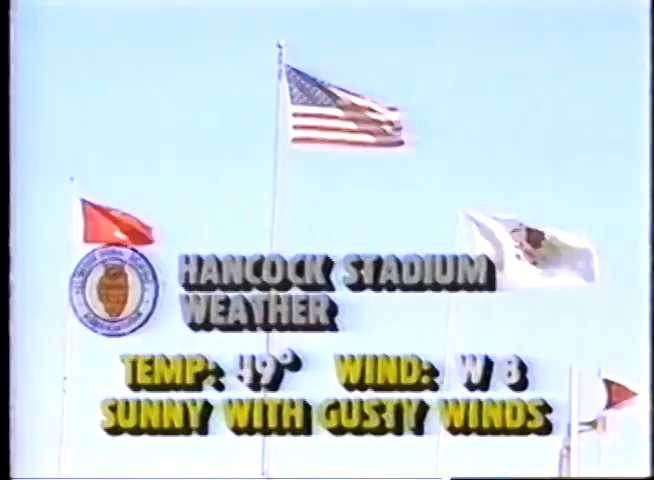 HANCOCK STADIUM
WEATHER
TEMP: 49° WIND: W 8
SUNNY WITH GUSTY WINDS